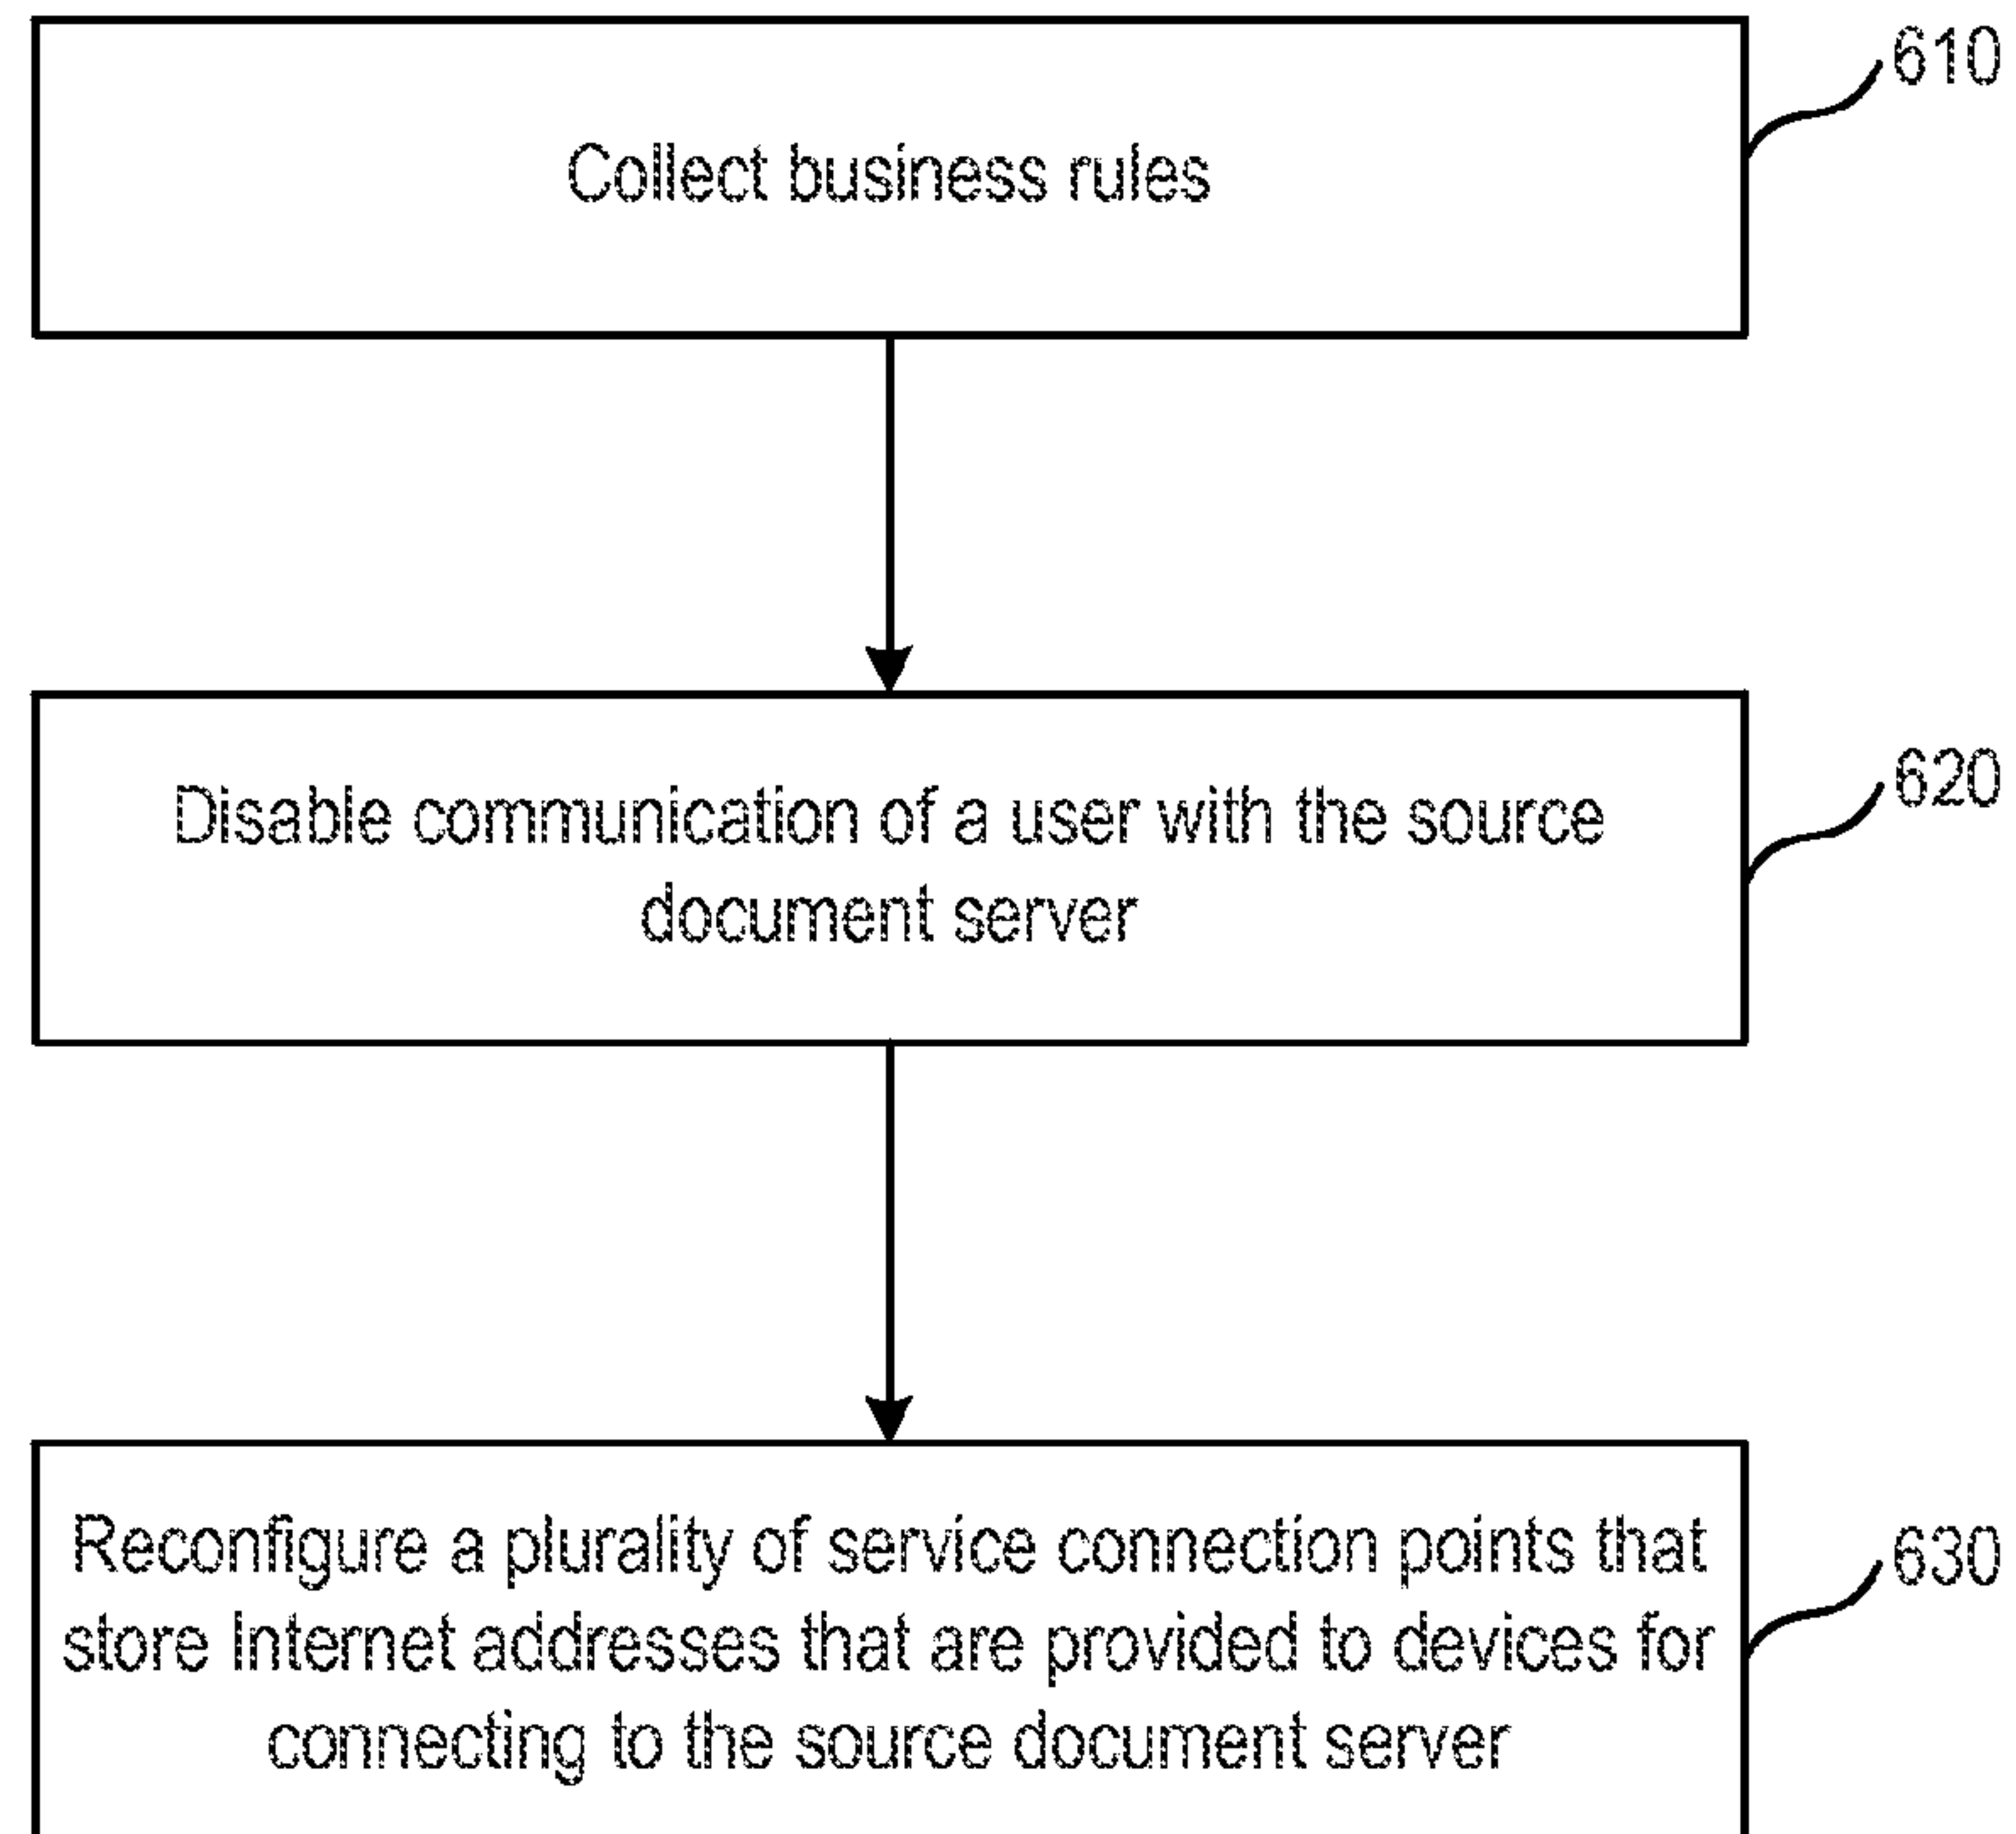 610
Collect business rules
620
Disable communication of a user with the source
document server
630
Reconfigure a plurality of service connection points that
store Internet addresses that are provided to devices for
connecting to the source document server